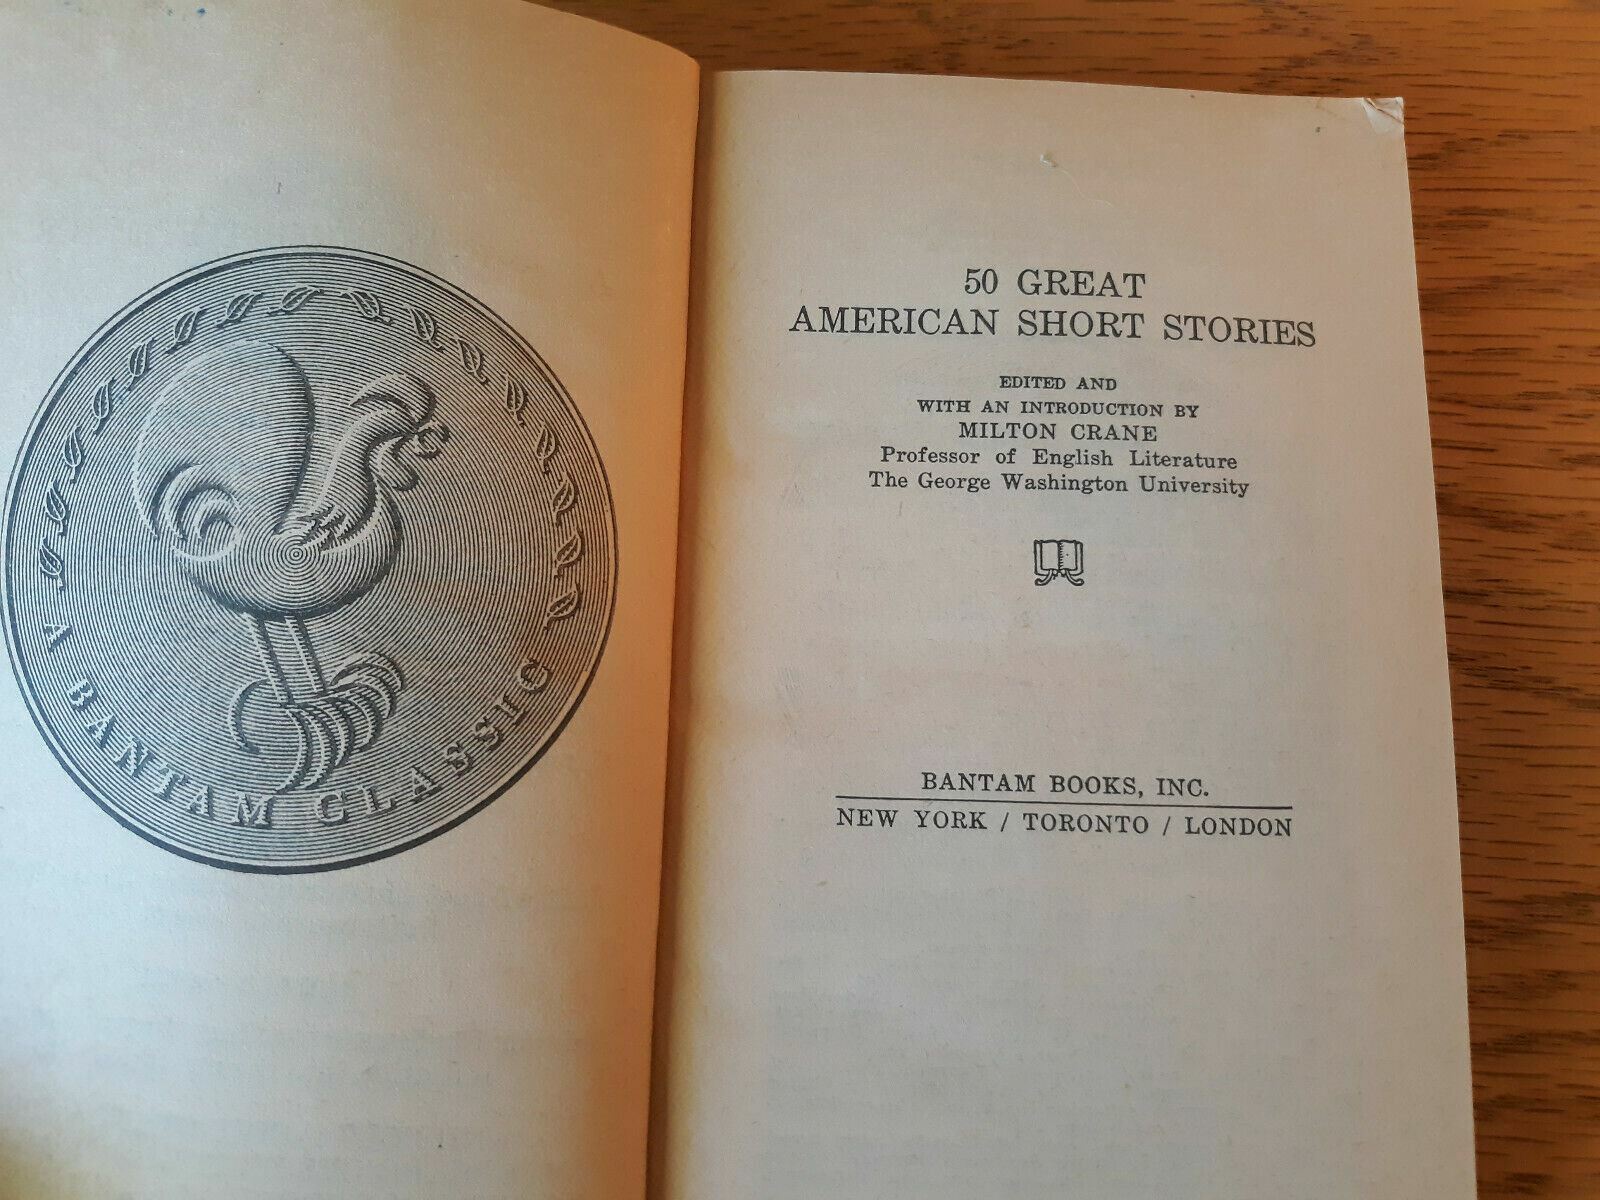 A BANTAM CLASSIC
50 GREAT
AMERICAN SHORT STORIES
EDITED AND
WITH AN INTRODUCTION BY
MILTON CRANE
Professor of English Literature
The George Washington University
BANTAM BOOKS, INC.
NEW YORK / TORONTO / LONDON